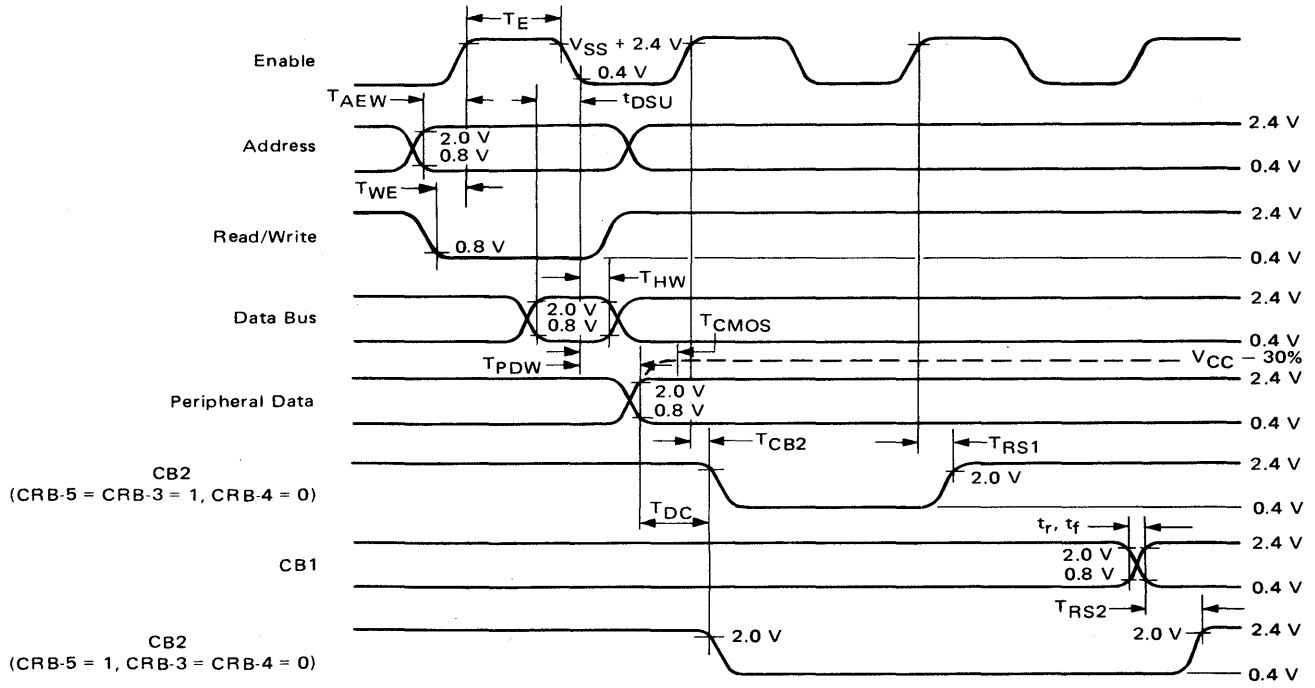 T_E
Enable
V_SS + 2.4 V
0.4 V
T_AEW
t_DSU
Address
2.0 V
0.8 V
2.4 V
0.4 V
T_WE
Read/Write
0.8 V
2.4 V
0.4 V
T_HW
Data Bus
2.0 V
0.8 V
2.4 V
0.4 V
T_CMOS
T_PDW
V_CC - 30%
Peripheral Data
2.0 V
0.8 V
2.4 V
0.4 V
T_CB2
T_RS1
CB2
(CRB-5 = CRB-3 = 1, CRB-4 = 0)
2.0 V
2.4 V
0.4 V
T_DC
t_r, t_f
CB1
2.0 V
0.8 V
2.4 V
0.4 V
T_RS2
CB2
(CRB-5 = 1, CRB-3 = CRB-4 = 0)
2.0 V
2.0 V
2.4 V
0.4 V